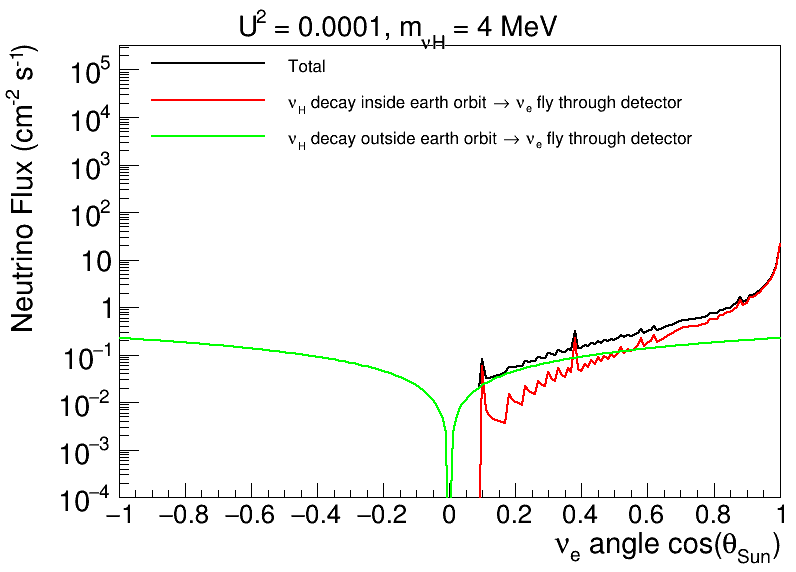 U² = 0.0001, m_νH = 4 MeV
Neutrino Flux (cm⁻² s⁻¹)
Total
ν_H decay inside earth orbit → ν_e fly through detector
ν_H decay outside earth orbit → ν_e fly through detector
10⁵
10⁴
10³
10²
10
1
10⁻¹
10⁻²
10⁻³
10⁻⁴
−1 −0.8 −0.6 −0.4 −0.2 0 0.2 0.4 0.6 0.8 1
ν_e angle cos(θ_Sun)